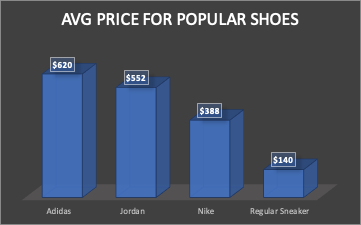 AVG PRICE FOR POPULAR SHOES
$620
$552
$388
$140
Adidas
Jordan
Nike
Regular Sneaker